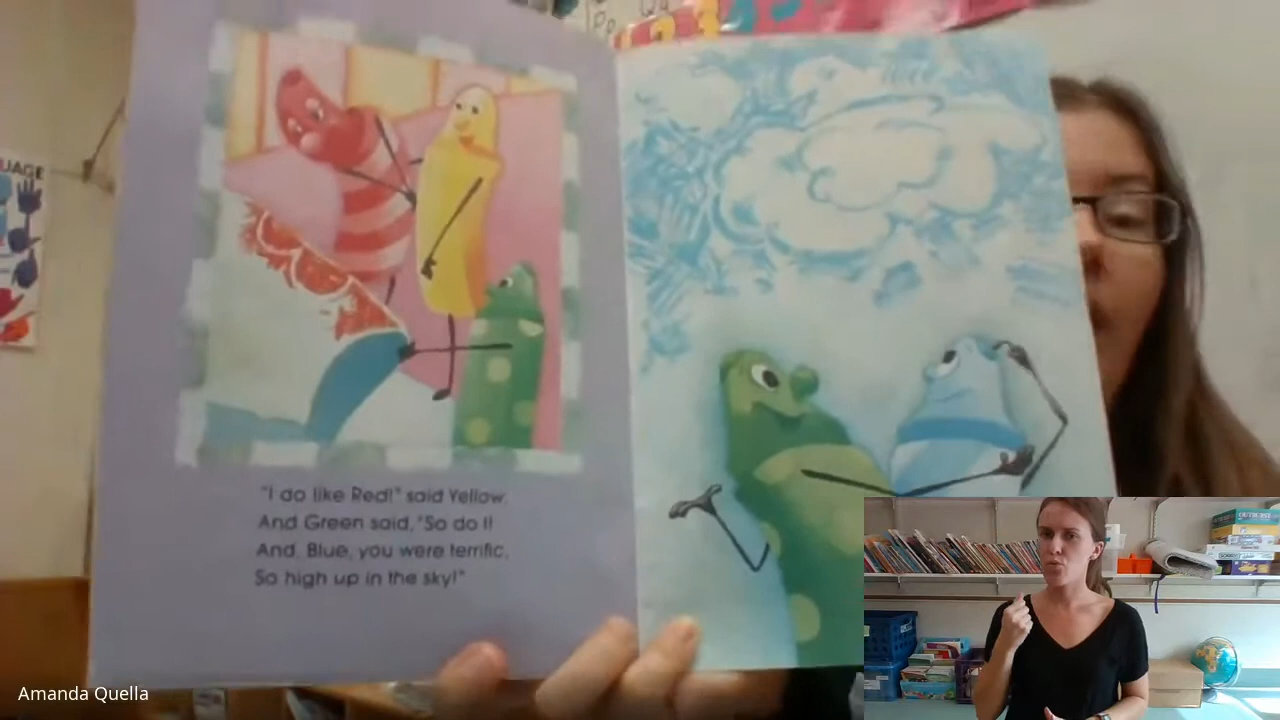 UAGE
"I do like Red!" said Yellow.
And Green said, "So do I!
And, Blue, you were terrific,
So high up in the sky!"
Amanda Quella